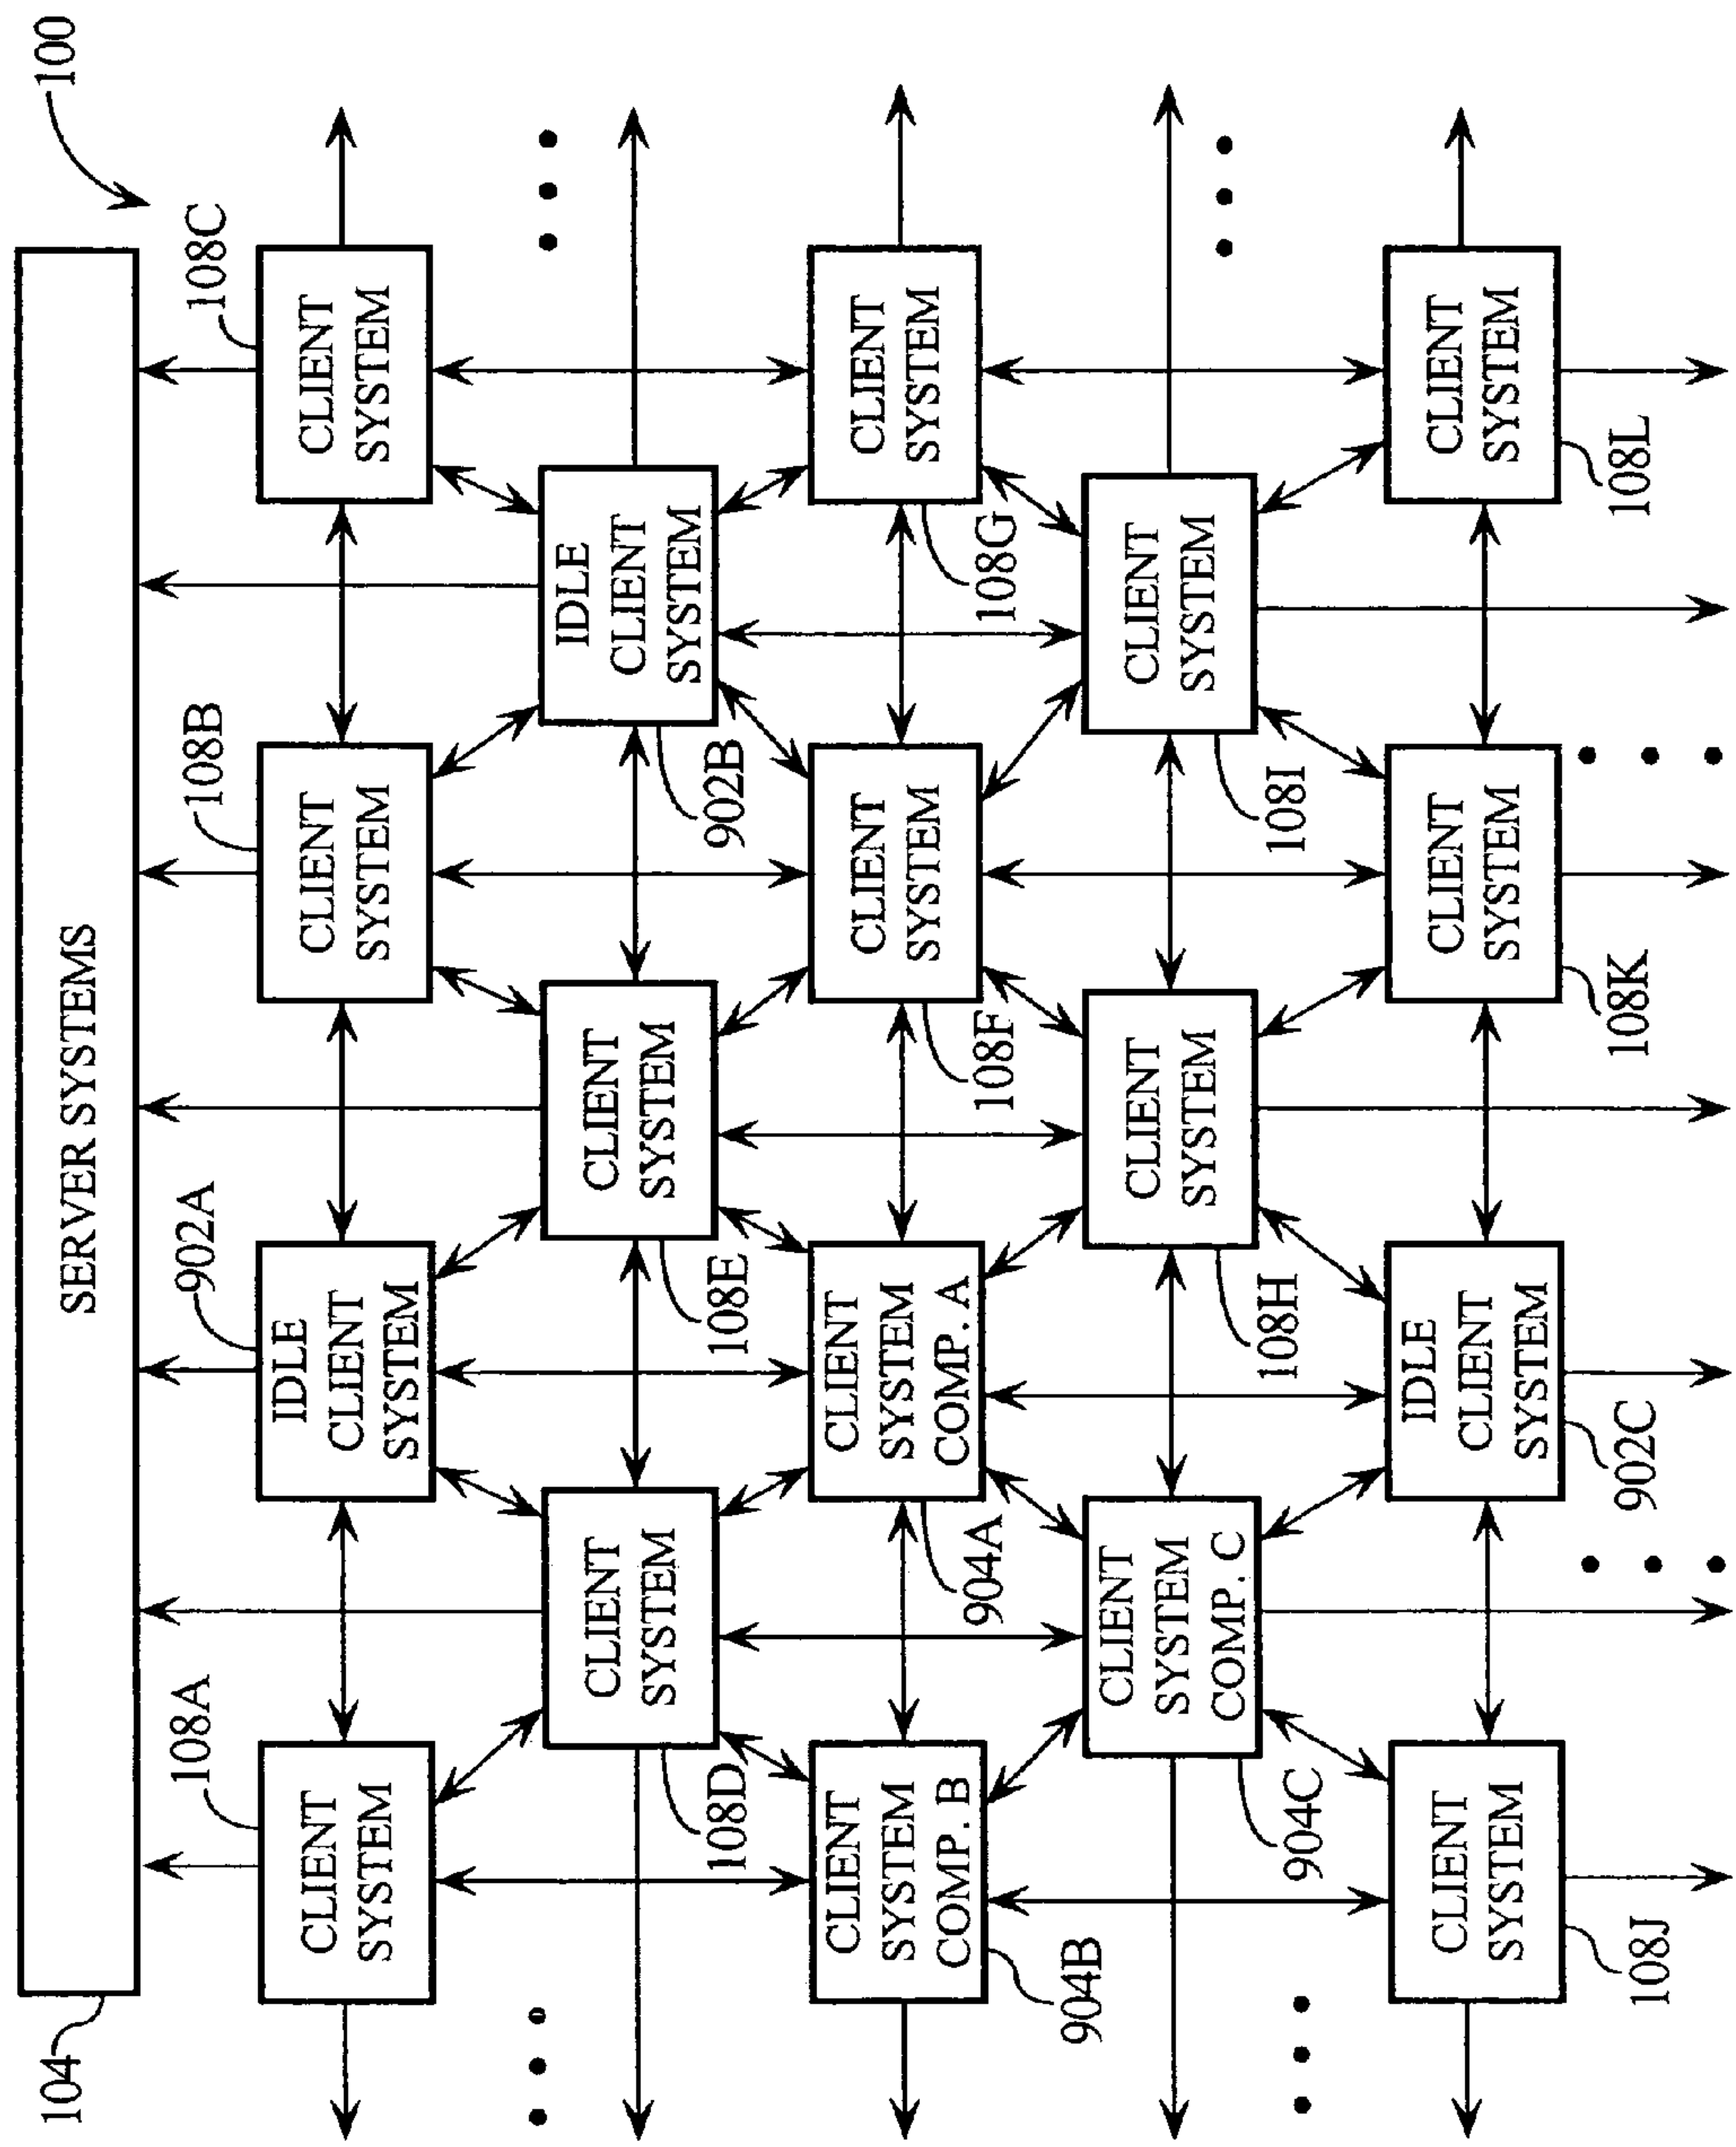 104
SERVER SYSTEMS
100
108A
CLIENT
SYSTEM
902A
IDLE
CLIENT
SYSTEM
108B
CLIENT
SYSTEM
108C
CLIENT
SYSTEM
CLIENT
SYSTEM
108D
CLIENT
SYSTEM
108E
IDLE
CLIENT
SYSTEM
902B
CLIENT
SYSTEM
COMP. B
904B
CLIENT
SYSTEM
COMP. A
904A
CLIENT
SYSTEM
108F
CLIENT
SYSTEM
108G
CLIENT
SYSTEM
COMP. C
904C
CLIENT
SYSTEM
108H
CLIENT
SYSTEM
108I
CLIENT
SYSTEM
108J
IDLE
CLIENT
SYSTEM
902C
CLIENT
SYSTEM
108K
CLIENT
SYSTEM
108L